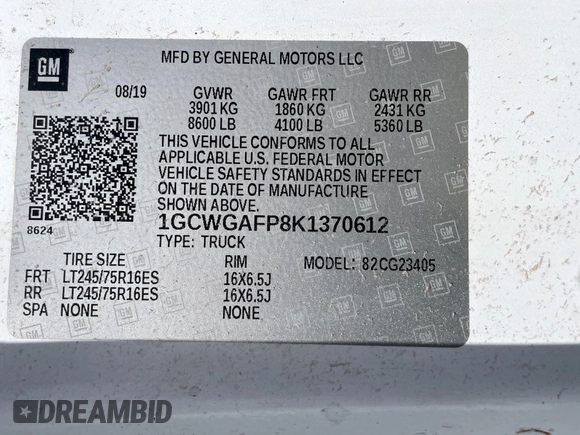 GM
MFD BY GENERAL MOTORS LLC
08/19 GVWR GAWR FRT GAWR RR
3901 KG 1860 KG 2431 KG
8600 LB 4100 LB 5360 LB
THIS VEHICLE CONFORMS TO ALL
APPLICABLE U.S. FEDERAL MOTOR
VEHICLE SAFETY STANDARDS IN EFFECT
ON THE DATE OF MANUFACTURE
SHOWN ABOVE.
8624
1GCWGAFP8K1370612
TYPE: TRUCK
TIRE SIZE RIM MODEL: 82CG23405
FRT LT245/75R16ES 16X6.5J
RR LT245/75R16ES 16X6.5J
SPA NONE NONE
DREAMBID